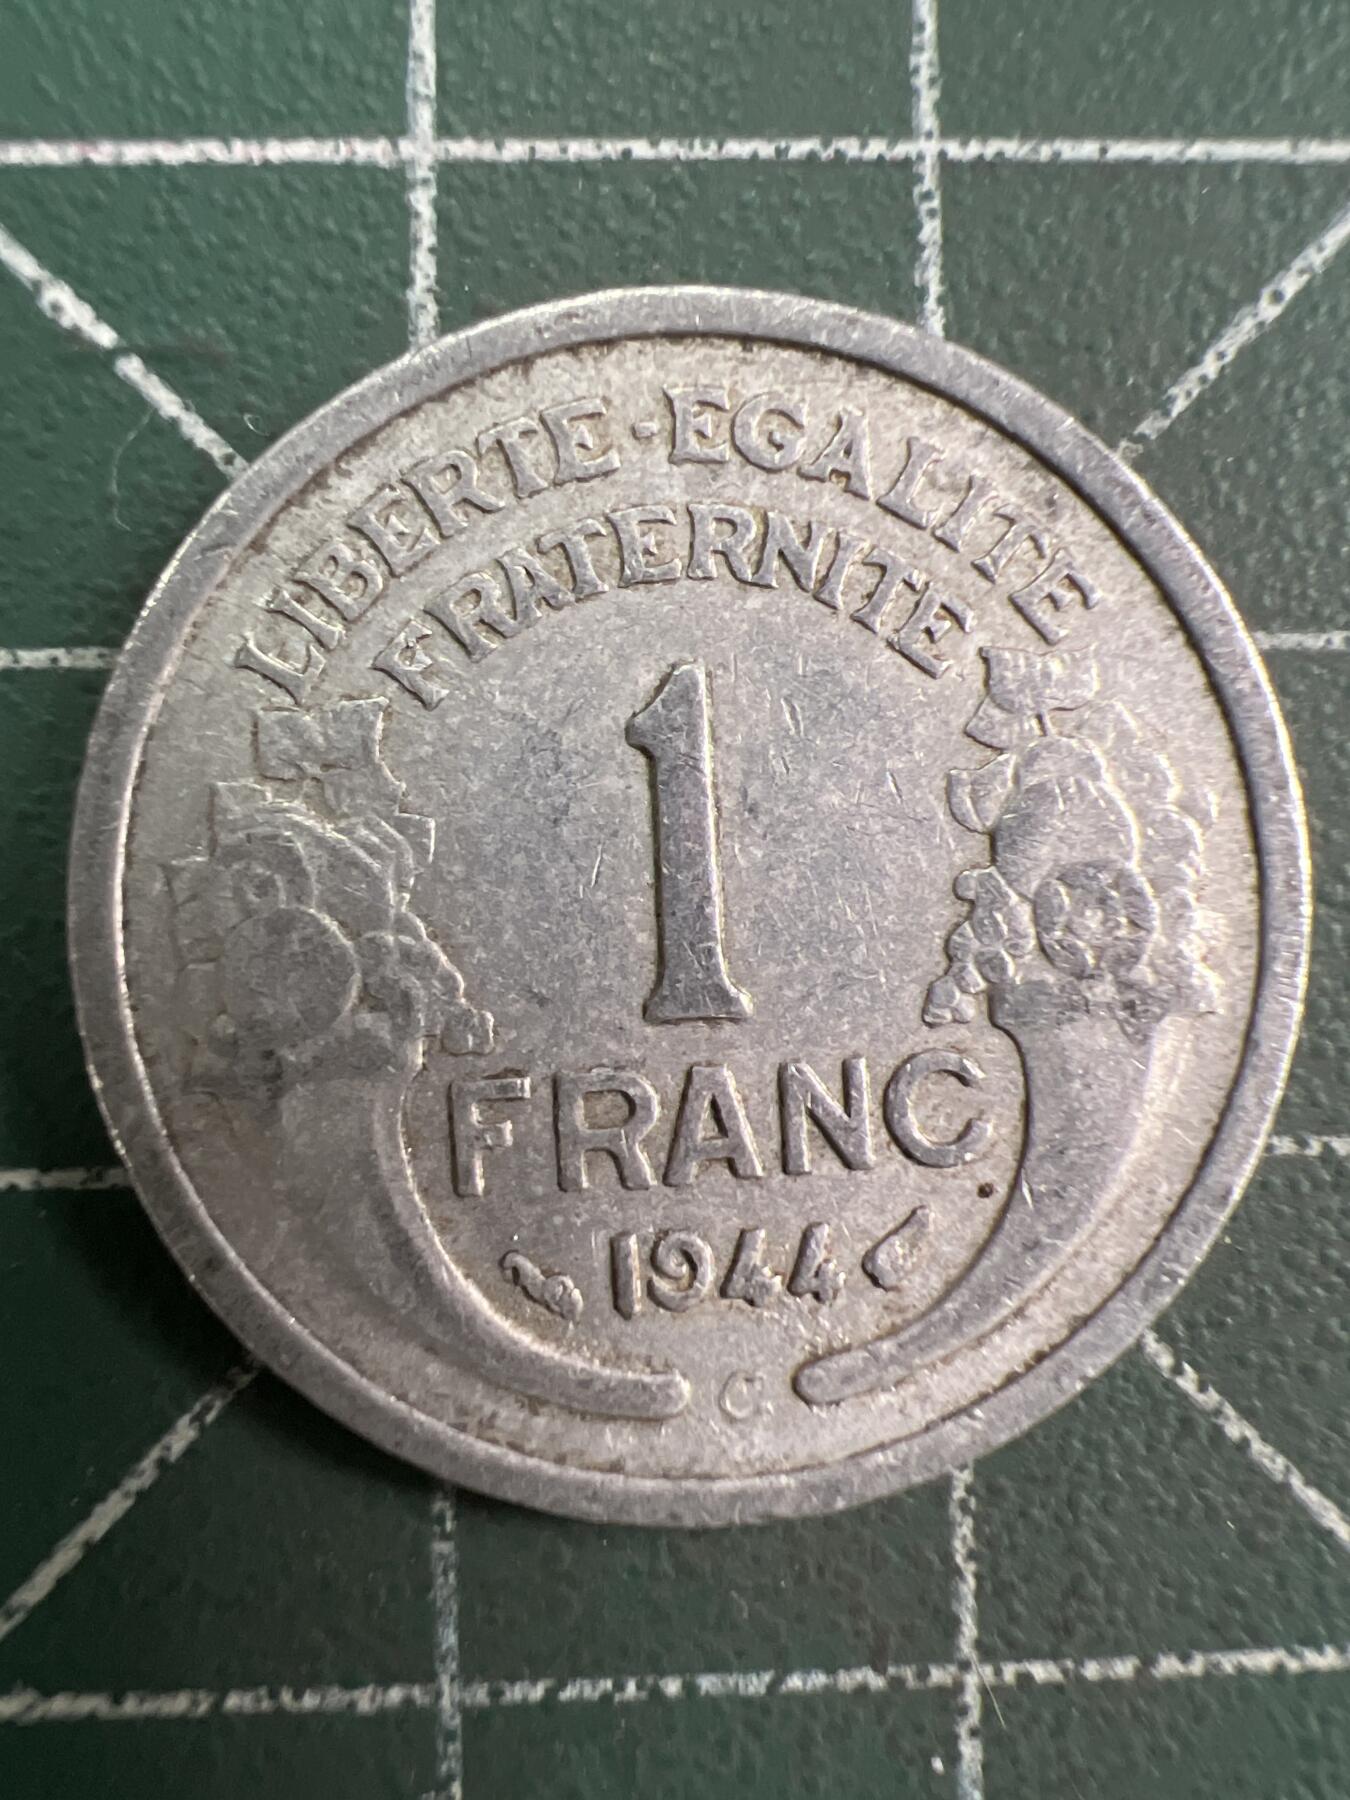 LIBERTE·EGALITE
FRATERNITE
1
FRANC
1944
C